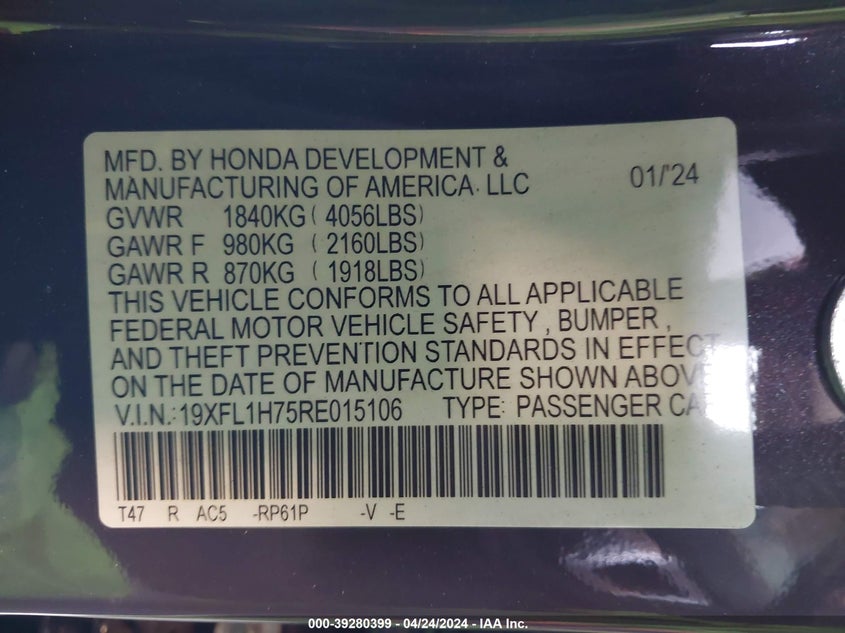 MFD. BY HONDA DEVELOPMENT &
MANUFACTURING OF AMERICA. LLC 01/'24
GVWR 1840KG ( 4056LBS)
GAWR F 980KG ( 2160LBS)
GAWR R 870KG ( 1918LBS)
THIS VEHICLE CONFORMS TO ALL APPLICABLE
FEDERAL MOTOR VEHICLE SAFETY , BUMPER ,
AND THEFT PREVENTION STANDARDS IN EFFECT
ON THE DATE OF MANUFACTURE SHOWN ABOVE
V.I.N.:19XFL1H75RE015106 TYPE: PASSENGER CA
T47 R AC5 -RP61P -V -E
000-39280399 - 04/24/2024 - IAA Inc.